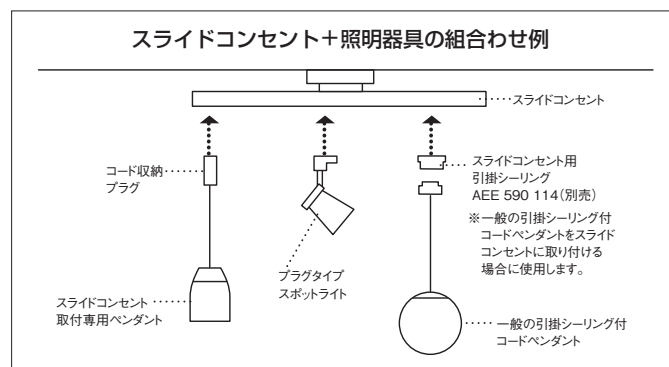 スライドコンセント＋照明器具の組合わせ例
スライドコンセント
コード収納
プラグ
スライドコンセント用
引掛シーリング
AEE 590 114(別売)
※一般の引掛シーリング付
コードペンダントをスライド
コンセントに取り付ける
場合に使用します。
プラグタイプ
スポットライト
スライドコンセント
取付専用ペンダント
一般の引掛シーリング付
コードペンダント